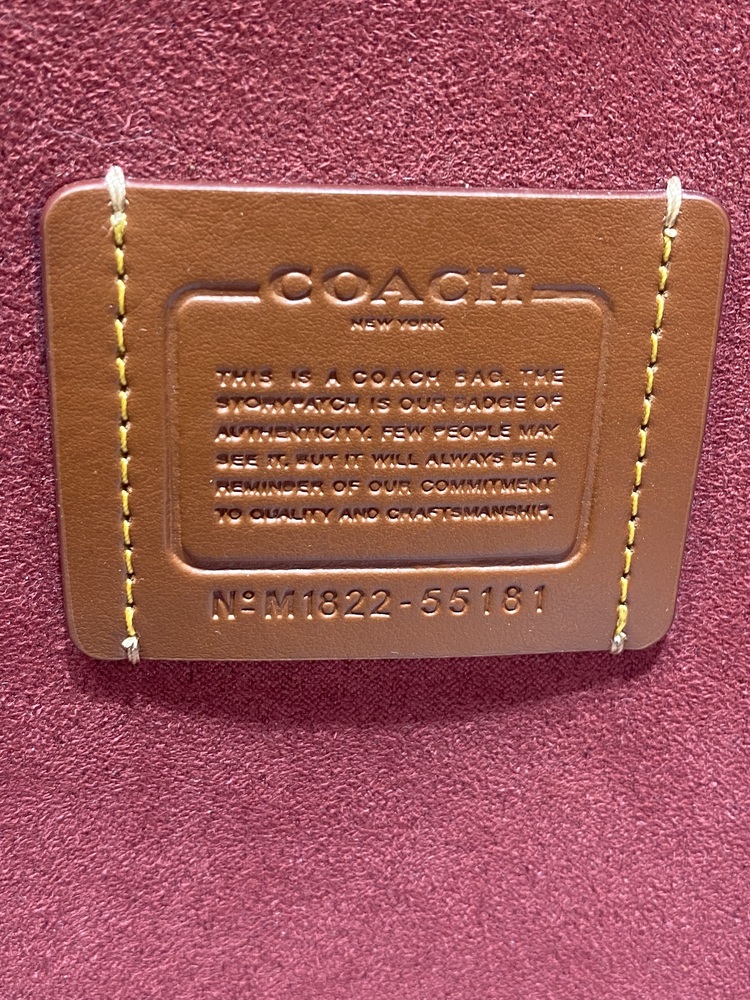 COACH
NEW YORK
THIS IS A COACH BAG. THE
STORYPATCH IS OUR BADGE OF
AUTHENTICITY. FEW PEOPLE MAY
SEE IT, BUT IT WILL ALWAYS BE A
REMINDER OF OUR COMMITMENT
TO QUALITY AND CRAFTSMANSHIP.
Nº M1822-55181